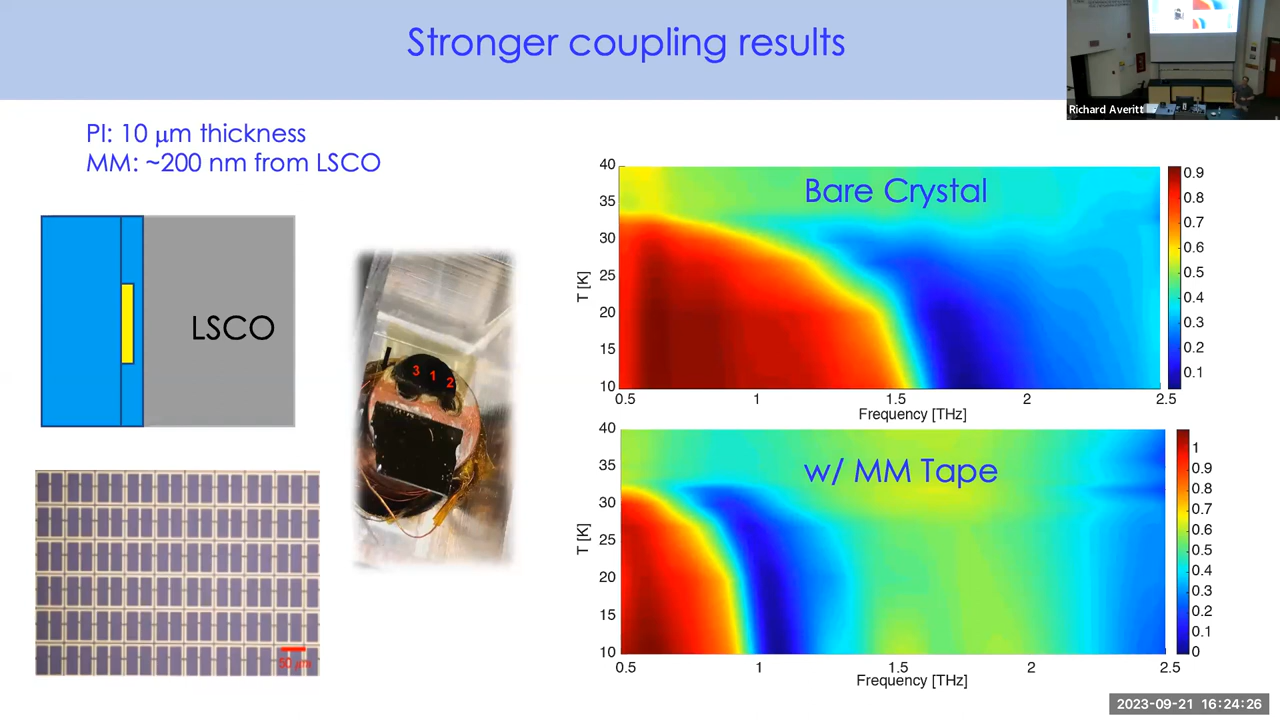 Stronger coupling results
Richard Averitt
PI: 10 μm thickness
MM: ~200 nm from LSCO
LSCO
3 1 2
50 μm
Bare Crystal
T [K]
40
35
30
25
20
15
10
0.5 1 1.5 2 2.5
Frequency [THz]
0.9
0.8
0.7
0.6
0.5
0.4
0.3
0.2
0.1
w/ MM Tape
T [K]
40
35
30
25
20
15
10
0.5 1 1.5 2 2.5
Frequency [THz]
1
0.9
0.8
0.7
0.6
0.5
0.4
0.3
0.2
0.1
0
2023-09-21 16:24:26